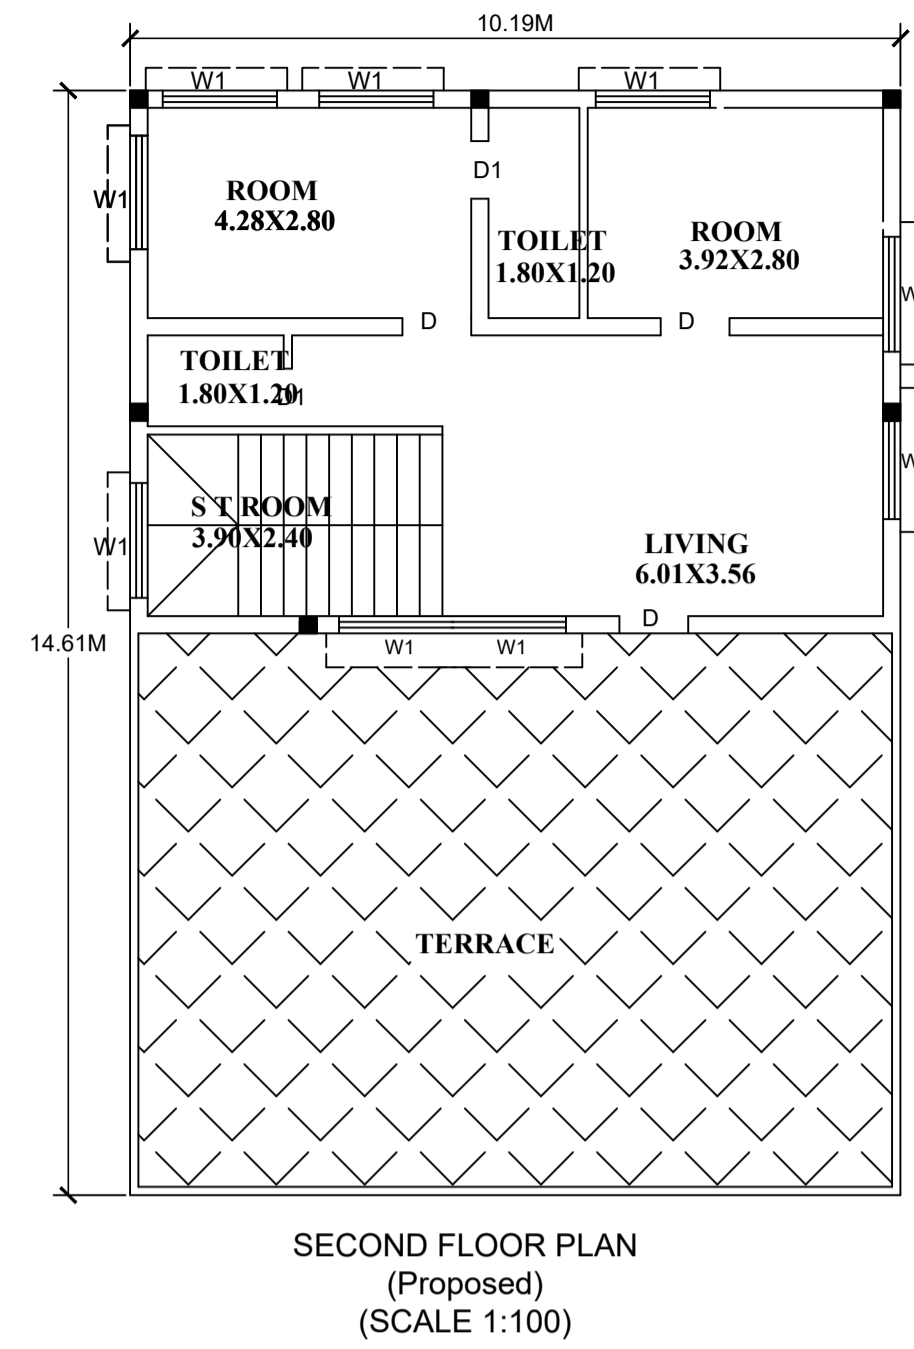 10.19M
W1
W1
W1
W1
D1
ROOM
4.28X2.80
TOILET
1.80X1.20
ROOM
3.92X2.80
W
D
D
TOILET
1.80X1.20
D1
W
S T ROOM
3.90X2.40
W1
LIVING
6.01X3.56
D
14.61M
W1
W1
TERRACE
SECOND FLOOR PLAN
(Proposed)
(SCALE 1:100)